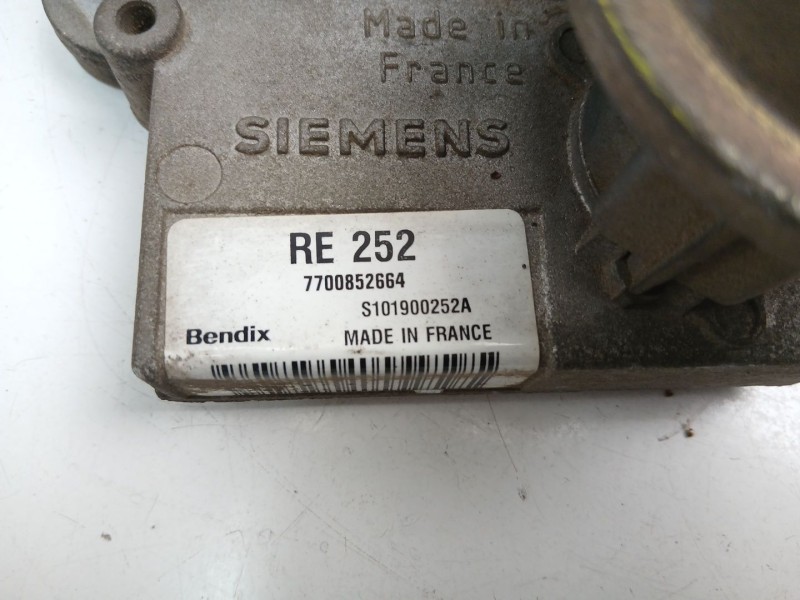 Made in
France
SIEMENS
RE 252
7700852664
S101900252A
Bendix MADE IN FRANCE